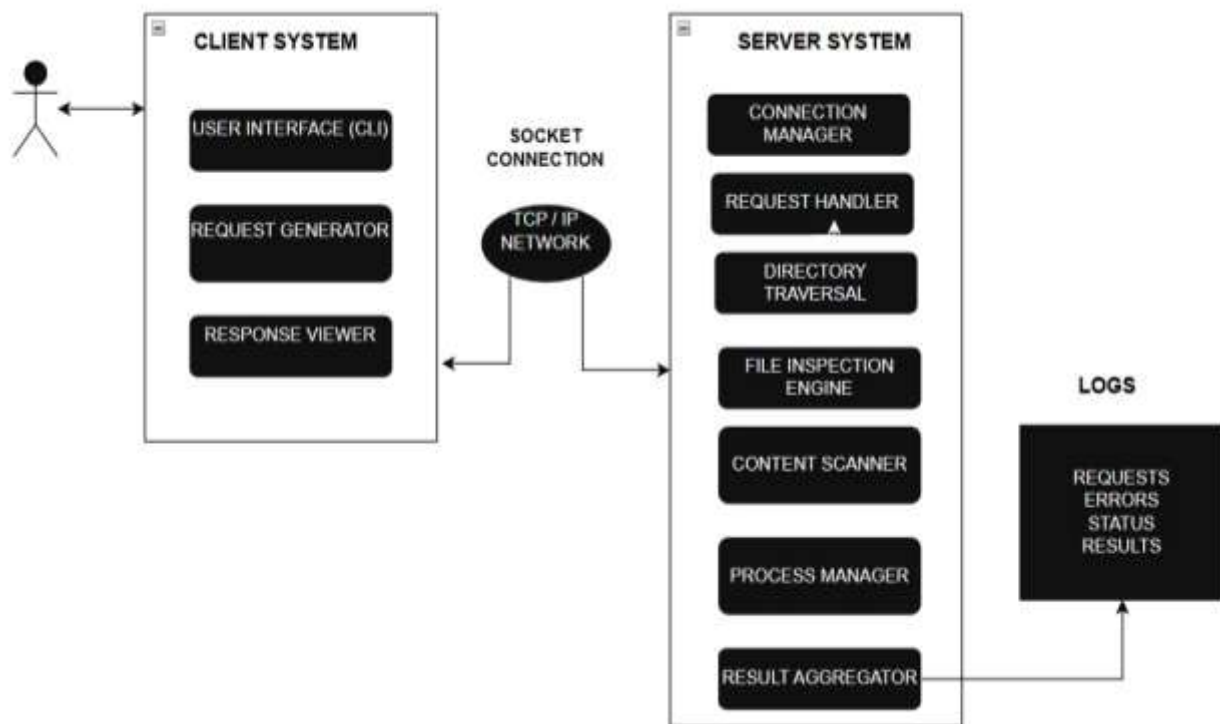 CLIENT SYSTEM
USER INTERFACE (CLI)
REQUEST GENERATOR
RESPONSE VIEWER
SOCKET
CONNECTION
TCP / IP
NETWORK
SERVER SYSTEM
CONNECTION
MANAGER
REQUEST HANDLER
DIRECTORY
TRAVERSAL
FILE INSPECTION
ENGINE
CONTENT SCANNER
PROCESS MANAGER
RESULT AGGREGATOR
LOGS
REQUESTS
ERRORS
STATUS
RESULTS